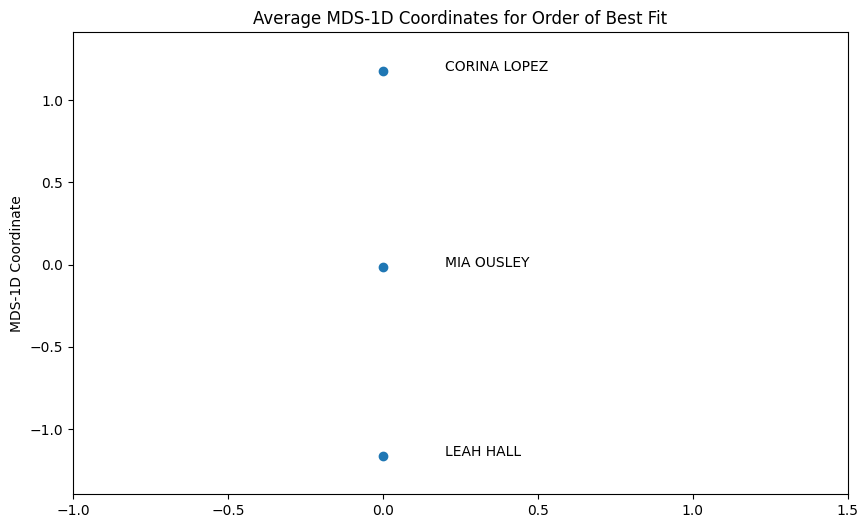 Average MDS-1D Coordinates for Order of Best Fit
MDS-1D Coordinate
1.0
0.5
0.0
−0.5
−1.0
CORINA LOPEZ
MIA OUSLEY
LEAH HALL
−1.0
−0.5
0.0
0.5
1.0
1.5